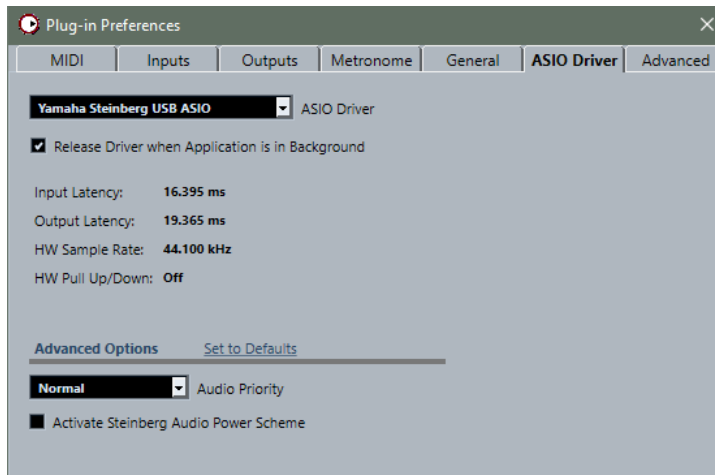 Plug-in Preferences
MIDI Inputs Outputs Metronome General ASIO Driver Advanced
Yamaha Steinberg USB ASIO ASIO Driver
Release Driver when Application is in Background
Input Latency: 16.395 ms
Output Latency: 19.365 ms
HW Sample Rate: 44.100 kHz
HW Pull Up/Down: Off
Advanced Options Set to Defaults
Normal Audio Priority
Activate Steinberg Audio Power Scheme